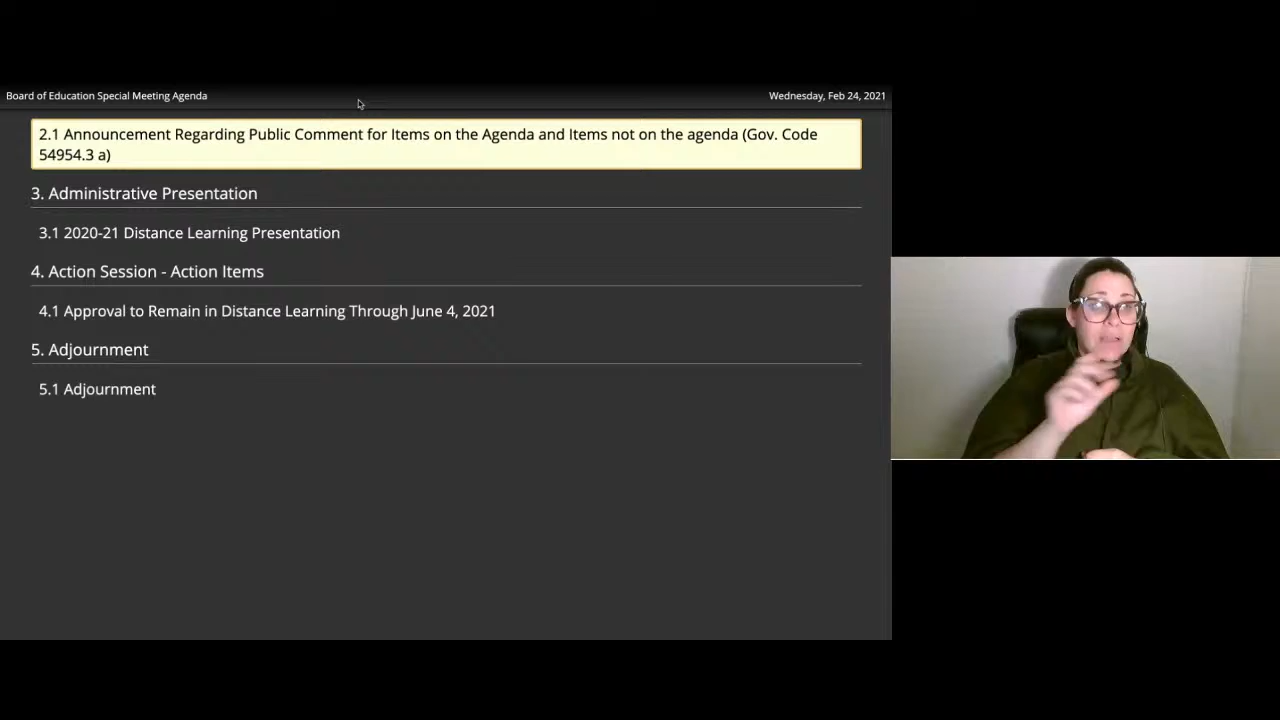 Board of Education Special Meeting Agenda
Wednesday, Feb 24, 2021
2.1 Announcement Regarding Public Comment for Items on the Agenda and Items not on the agenda (Gov. Code
54954.3 a)
3. Administrative Presentation
3.1 2020-21 Distance Learning Presentation
4. Action Session - Action Items
4.1 Approval to Remain in Distance Learning Through June 4, 2021
5. Adjournment
5.1 Adjournment